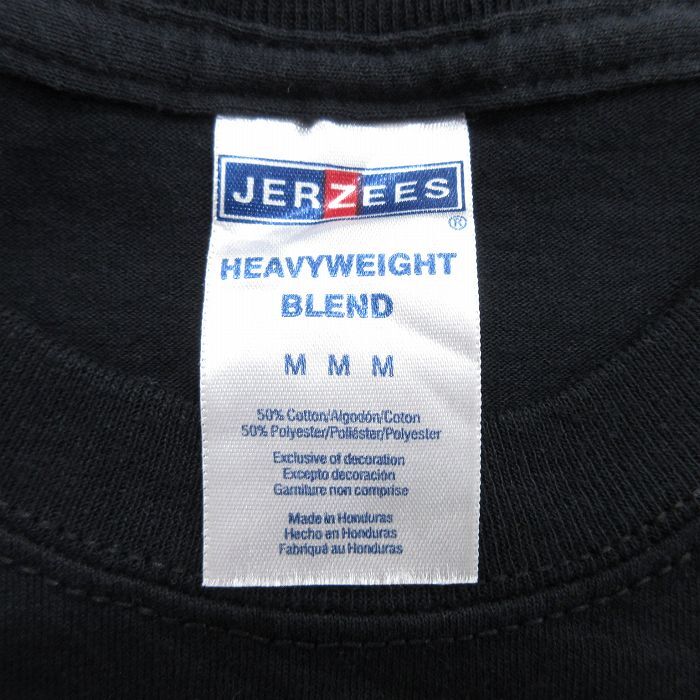 JERZEES
®
HEAVYWEIGHT
BLEND
M M M
50% Cotton/Algodón/Coton
50% Polyester/Poliéster/Polyester
Exclusive of decoration
Excepto decoración
Garniture non comprise
Made in Honduras
Hecho en Honduras
Fabriqué au Honduras